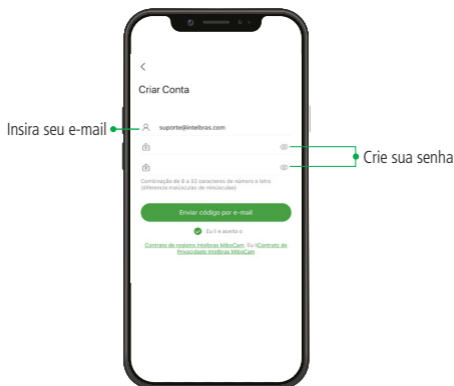 Criar Conta
Insira seu e-mail
suporte@intelbras.com
Crie sua senha
Combinação de 8 a 32 caracteres de número e letra
(diferencie maiúsculas de minúsculas)
Enviar código por e-mail
Eu li e aceito o
Contrato de registro Intelbras MiboCam, Eu li Contrato de
Privacidade Intelbras MiboCam